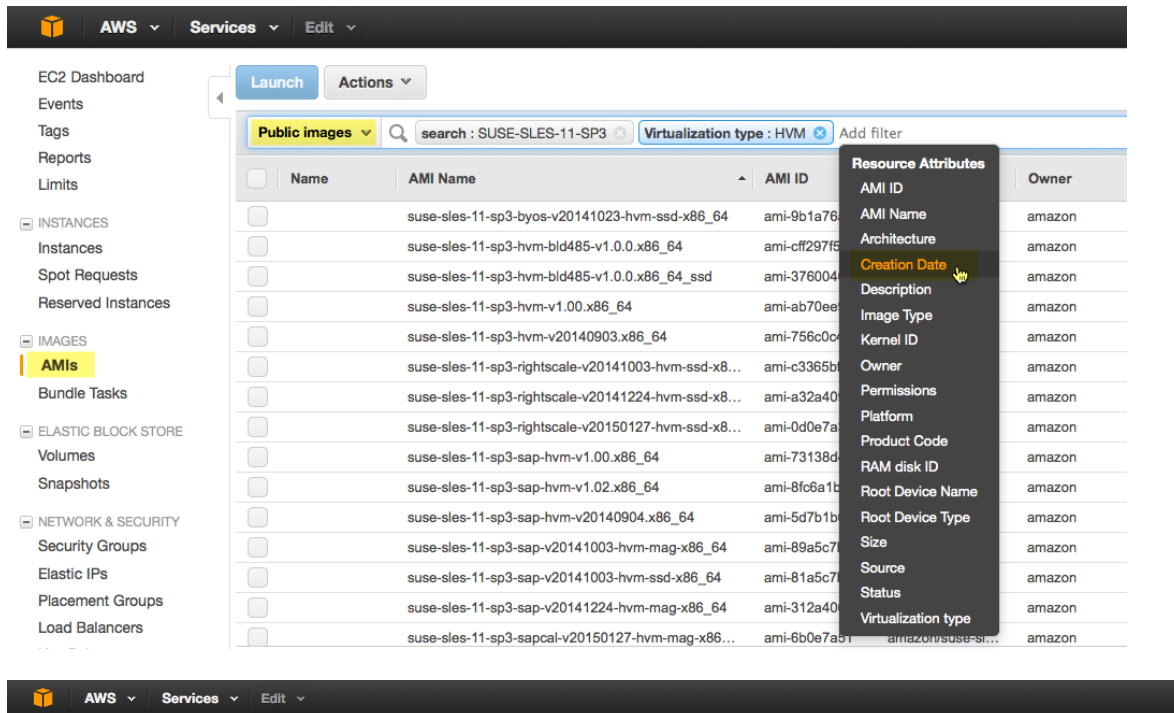 AWS Services Edit
EC2 Dashboard
Events
Tags
Reports
Limits
INSTANCES
Instances
Spot Requests
Reserved Instances
IMAGES
AMIs
Bundle Tasks
ELASTIC BLOCK STORE
Volumes
Snapshots
NETWORK & SECURITY
Security Groups
Elastic IPs
Placement Groups
Load Balancers
Launch Actions
Public images search : SUSE-SLES-11-SP3 Virtualization type : HVM Add filter
Name AMI Name AMI ID Owner
suse-sles-11-sp3-byos-v20141023-hvm-ssd-x86_64 ami-9b1a76 amazon
suse-sles-11-sp3-hvm-bld485-v1.0.0.x86_64 ami-cff297f5 amazon
suse-sles-11-sp3-hvm-bld485-v1.0.0.x86_64_ssd ami-376004 amazon
suse-sles-11-sp3-hvm-v1.00.x86_64 ami-ab70ee amazon
suse-sles-11-sp3-hvm-v20140903.x86_64 ami-756c0c amazon
suse-sles-11-sp3-rightscale-v20141003-hvm-ssd-x8... ami-c3365b amazon
suse-sles-11-sp3-rightscale-v20141224-hvm-ssd-x8... ami-a32a40 amazon
suse-sles-11-sp3-rightscale-v20150127-hvm-ssd-x8... ami-0d0e7a amazon
suse-sles-11-sp3-sap-hvm-v1.00.x86_64 ami-73138d amazon
suse-sles-11-sp3-sap-hvm-v1.02.x86_64 ami-8fc6a1b amazon
suse-sles-11-sp3-sap-hvm-v20140904.x86_64 ami-5d7b1b amazon
suse-sles-11-sp3-sap-v20141003-hvm-mag-x86_64 ami-89a5c7 amazon
suse-sles-11-sp3-sap-v20141003-hvm-ssd-x86_64 ami-81a5c7 amazon
suse-sles-11-sp3-sap-v20141224-hvm-mag-x86_64 ami-312a40 amazon
suse-sles-11-sp3-sapcal-v20150127-hvm-mag-x86... ami-6b0e7a51 amazon/suse-sl... amazon
Resource Attributes
AMI ID
AMI Name
Architecture
Creation Date
Description
Image Type
Kernel ID
Owner
Permissions
Platform
Product Code
RAM disk ID
Root Device Name
Root Device Type
Size
Source
Status
Virtualization type
AWS Services Edit